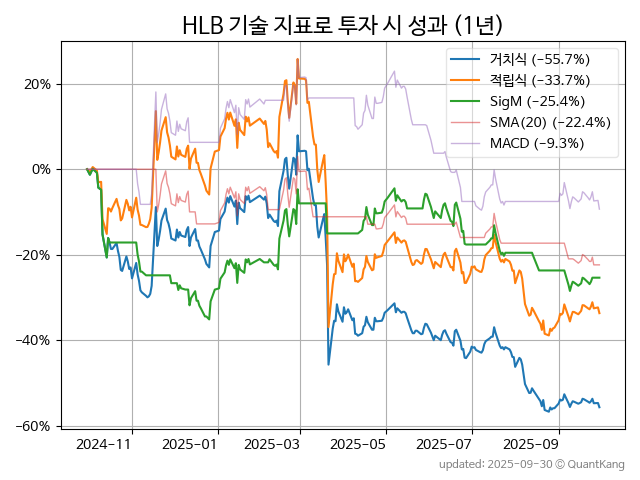 HLB 기술 지표로 투자 시 성과 (1년)
거치식 (−55.7%)
적립식 (−33.7%)
SigM (−25.4%)
SMA(20) (−22.4%)
MACD (−9.3%)
20%
0%
−20%
−40%
−60%
2024-11 2025-01 2025-03 2025-05 2025-07 2025-09
updated: 2025-09-30 © QuantKang